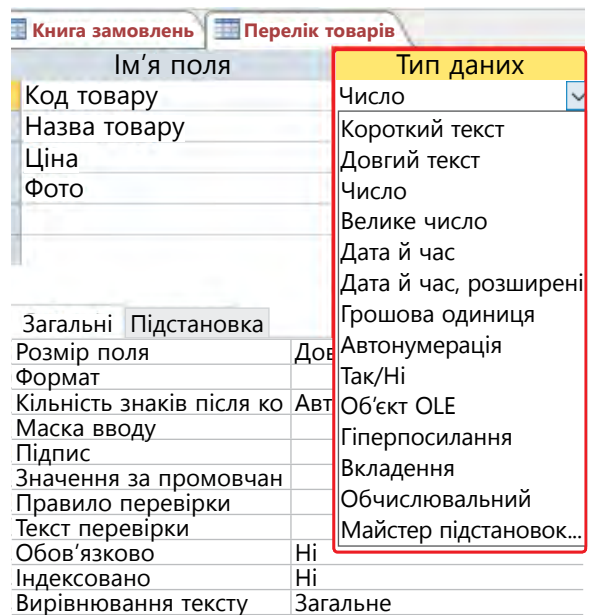 Книга замовлень Перелік товарів
Ім’я поля Тип даних
Код товару Число
Назва товару
Ціна
Фото
Короткий текст
Довгий текст
Число
Велике число
Дата й час
Дата й час, розширені
Грошова одиниця
Автонумерація
Так/Ні
Об’єкт OLE
Гіперпосилання
Вкладення
Обчислювальний
Майстер підстановок...
Загальні Підстановка
Розмір поля Дов
Формат
Кількість знаків після ко Авт
Маска вводу
Підпис
Значення за промовчан
Правило перевірки
Текст перевірки
Обов’язково Ні
Індексовано Ні
Вирівнювання тексту Загальне